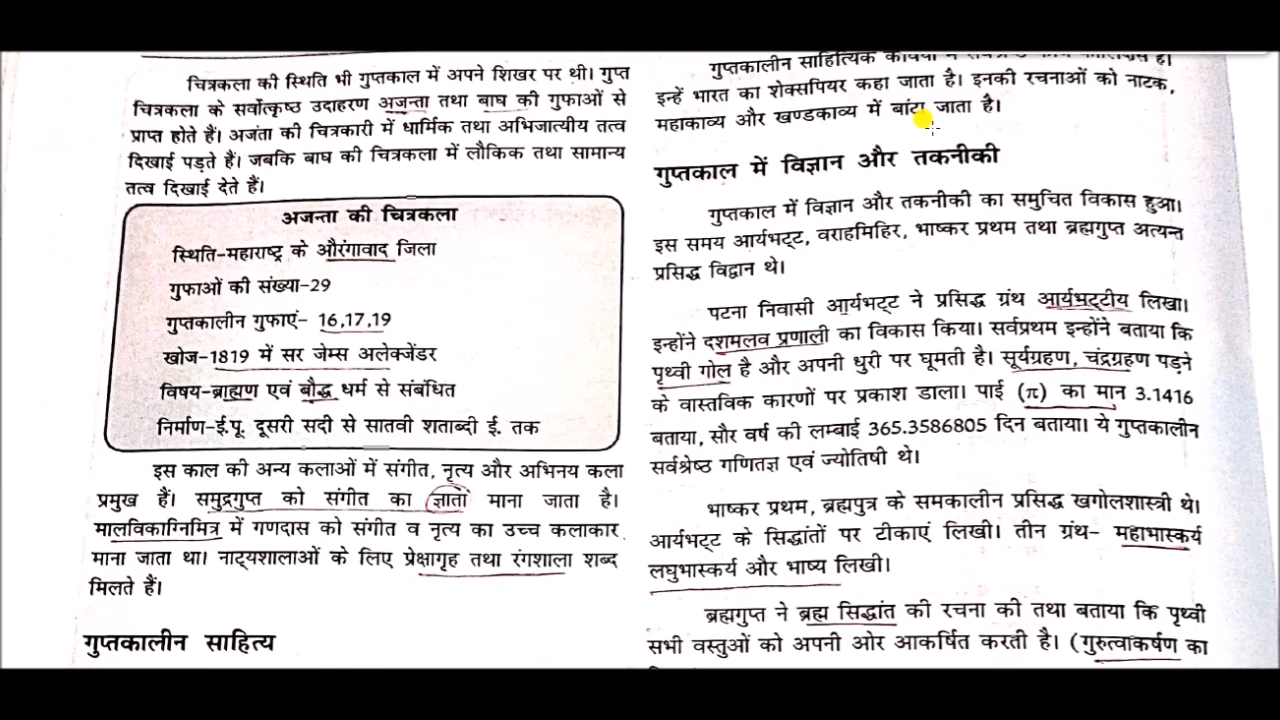 चित्रकला की स्थिति भी गुप्तकाल में अपने शिखर पर थी। गुप्त
चित्रकला के सर्वोत्कृष्ठ उदाहरण अजन्ता तथा बाघ की गुफाओं से
प्राप्त होते हैं। अजंता की चित्रकारी में धार्मिक तथा अभिजात्यीय तत्व
दिखाई पड़ते हैं। जबकि बाघ की चित्रकला में लौकिक तथा सामान्य
तत्व दिखाई देते हैं।
अजन्ता की चित्रकला
स्थिति-महाराष्ट्र के औरंगावाद जिला
गुफाओं की संख्या-29
गुप्तकालीन गुफाएं- 16,17,19
खोज-1819 में सर जेम्स अलेक्जेंडर
विषय-ब्राह्मण एवं बौद्ध धर्म से संबंधित
निर्माण-ई.पू. दूसरी सदी से सातवी शताब्दी ई. तक
इस काल की अन्य कलाओं में संगीत, नृत्य और अभिनय कला
प्रमुख हैं। समुद्रगुप्त को संगीत का ज्ञाता माना जाता है।
मालविकाग्निमित्र में गणदास को संगीत व नृत्य का उच्च कलाकार
माना जाता था। नाट्यशालाओं के लिए प्रेक्षागृह तथा रंगशाला शब्द
मिलते हैं।
गुप्तकालीन साहित्य
गुप्तकालीन साहित्यिक कवियों में सर्वश्रेष्ठ
इन्हें भारत का शेक्सपियर कहा जाता है। इनकी रचनाओं को नाटक,
महाकाव्य और खण्डकाव्य में बांटा जाता है।
गुप्तकाल में विज्ञान और तकनीकी
गुप्तकाल में विज्ञान और तकनीकी का समुचित विकास हुआ।
इस समय आर्यभट्ट, वराहमिहिर, भाष्कर प्रथम तथा ब्रह्मगुप्त अत्यन्त
प्रसिद्ध विद्वान थे।
पटना निवासी आर्यभट्ट ने प्रसिद्ध ग्रंथ आर्यभट्टीय लिखा।
इन्होंने दशमलव प्रणाली का विकास किया। सर्वप्रथम इन्होंने बताया कि
पृथ्वी गोल है और अपनी धुरी पर घूमती है। सूर्यग्रहण, चंद्रग्रहण पड़ने
के वास्तविक कारणों पर प्रकाश डाला। पाई (π) का मान 3.1416
बताया, सौर वर्ष की लम्बाई 365.3586805 दिन बताया। ये गुप्तकालीन
सर्वश्रेष्ठ गणितज्ञ एवं ज्योतिषी थे।
भाष्कर प्रथम, ब्रह्मपुत्र के समकालीन प्रसिद्ध खगोलशास्त्री थे।
आर्यभट्ट के सिद्धांतों पर टीकाएं लिखी। तीन ग्रंथ- महाभास्कर्य
लघुभास्कर्य और भाष्य लिखी।
ब्रह्मगुप्त ने ब्रह्म सिद्धांत की रचना की तथा बताया कि पृथ्वी
सभी वस्तुओं को अपनी ओर आकर्षित करती है। (गुरुत्वाकर्षण का